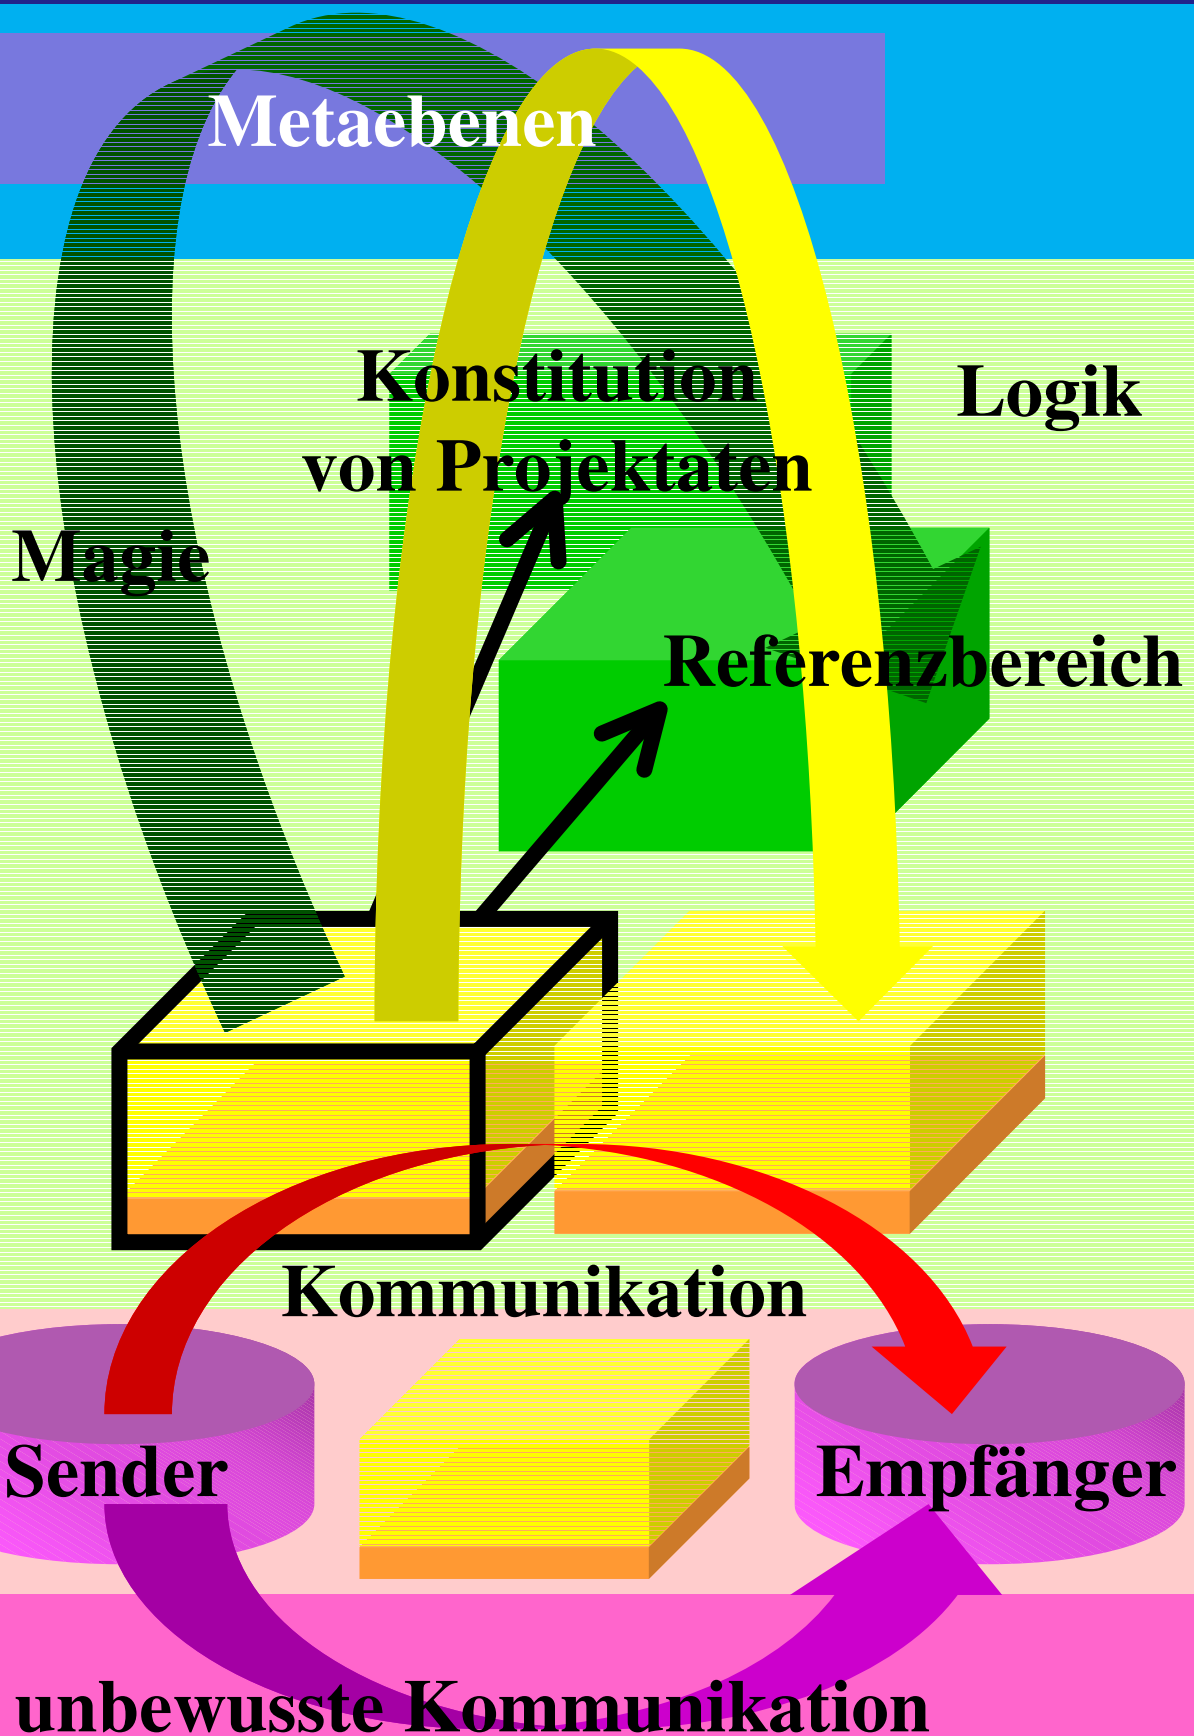 Metaebenen
Konstitution
von Projektaten
Logik
Magie
Referenzbereich
Kommunikation
Sender
Empfänger
unbewusste Kommunikation